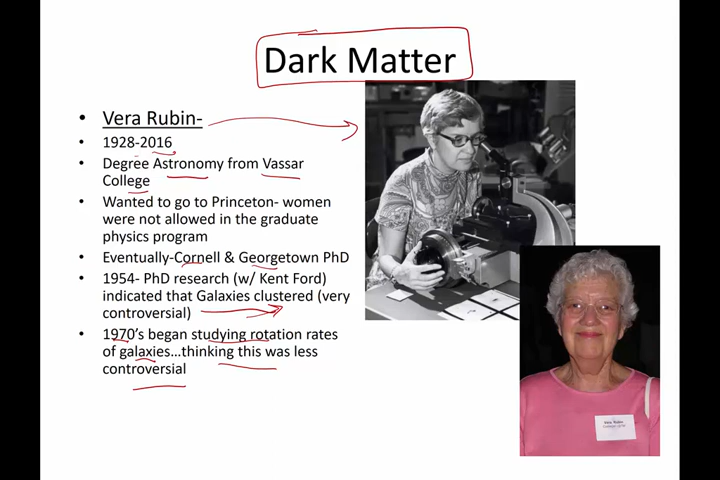 Dark Matter
• Vera Rubin-
• 1928-2016
• Degree Astronomy from Vassar
College
• Wanted to go to Princeton- women
were not allowed in the graduate
physics program
• Eventually-Cornell & Georgetown PhD
• 1954- PhD research (w/ Kent Ford)
indicated that Galaxies clustered (very
controversial)
• 1970's began studying rotation rates
of galaxies...thinking this was less
controversial
Vera Rubin